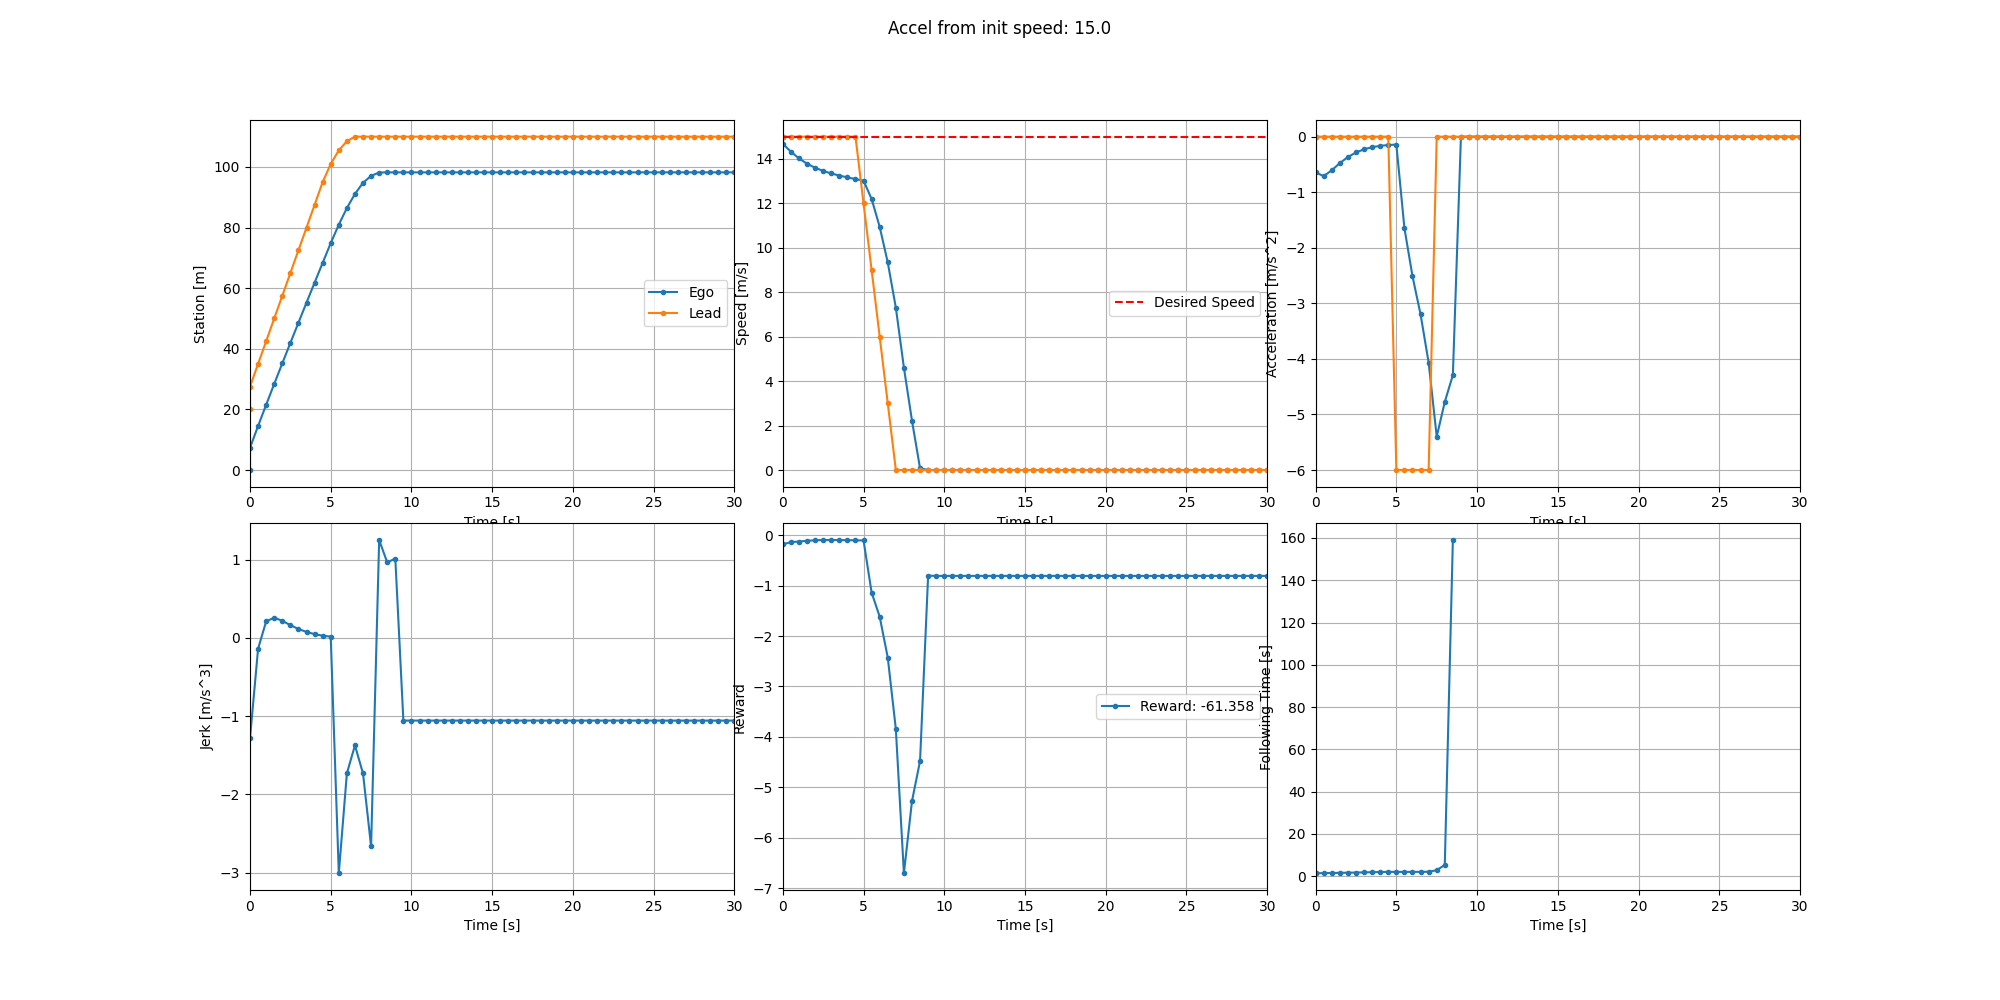 Accel from init speed: 15.0
Station [m]
100
80
60
40
20
0
Ego
Lead
0 5 10 15 20 25 30
Time [s]
Speed [m/s]
14
12
10
8
6
4
2
0
Desired Speed
0 5 10 15 20 25 30
Time [s]
Acceleration [m/s^2]
0
−1
−2
−3
−4
−5
−6
0 5 10 15 20 25 30
Time [s]
Jerk [m/s^3]
1
0
−1
−2
−3
0 5 10 15 20 25 30
Time [s]
Reward
0
−1
−2
−3
−4
−5
−6
−7
Reward: -61.358
0 5 10 15 20 25 30
Time [s]
Following Time [s]
160
140
120
100
80
60
40
20
0
0 5 10 15 20 25 30
Time [s]